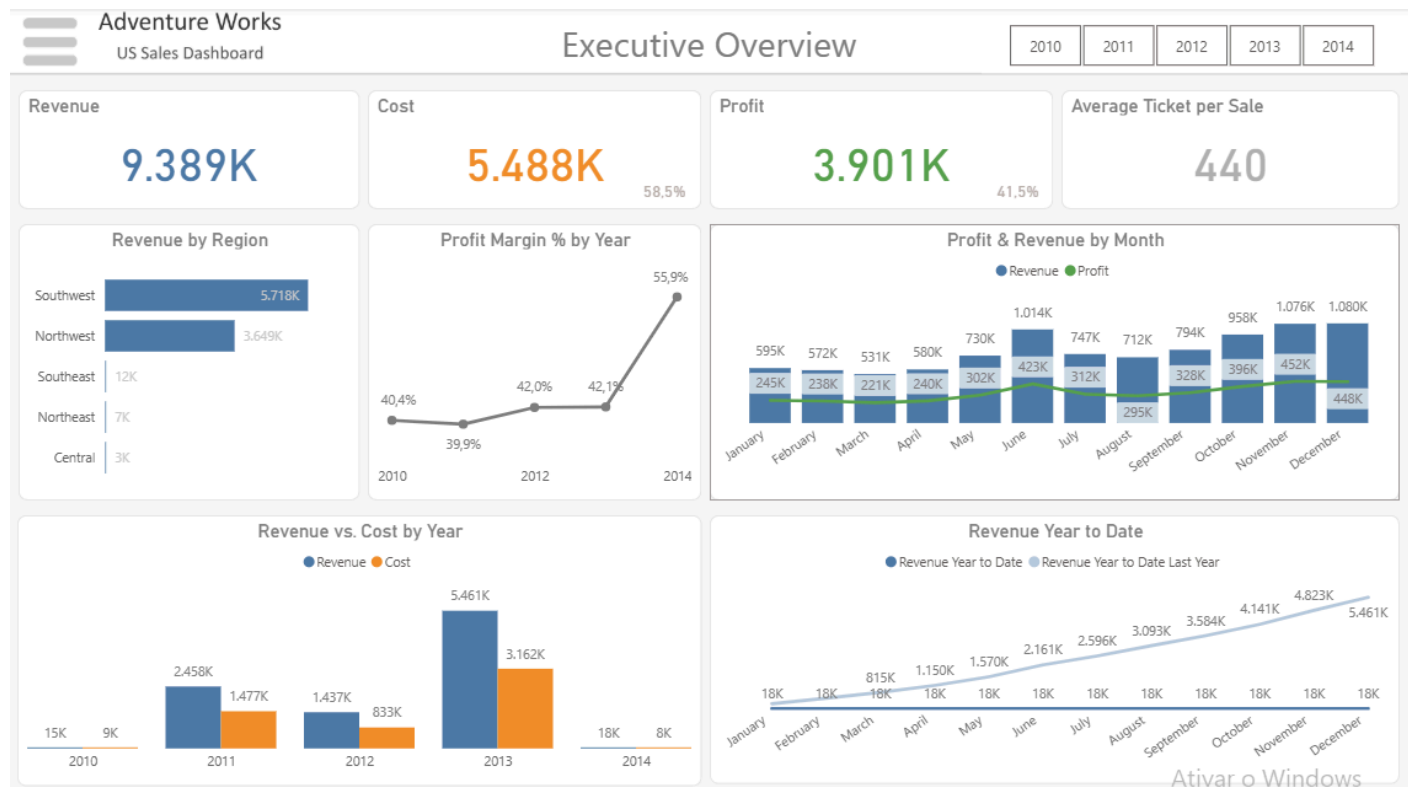 Adventure Works
US Sales Dashboard
Executive Overview
2010 2011 2012 2013 2014
Revenue
9.389K
Cost
5.488K
58,5%
Profit
3.901K
41,5%
Average Ticket per Sale
440
Revenue by Region
Southwest 5.718K
Northwest 3.649K
Southeast 12K
Northeast 7K
Central 3K
Profit Margin % by Year
55,9%
42,0% 42,1%
40,4%
39,9%
2010 2012 2014
Profit & Revenue by Month
Revenue Profit
595K 572K 531K 580K 730K 1.014K 747K 712K 794K 958K 1.076K 1.080K
245K 238K 221K 240K 302K 423K 312K 295K 328K 396K 452K 448K
January February March April May June July August September October November December
Revenue vs. Cost by Year
Revenue Cost
15K 9K 2.458K 1.477K 1.437K 833K 5.461K 3.162K 18K 8K
2010 2011 2012 2013 2014
Revenue Year to Date
Revenue Year to Date Revenue Year to Date Last Year
815K 1.150K 1.570K 2.161K 2.596K 3.093K 3.584K 4.141K 4.823K 5.461K
18K 18K 18K 18K 18K 18K 18K 18K 18K 18K 18K 18K
January February March April May June July August September October November December
Ativar o Windows